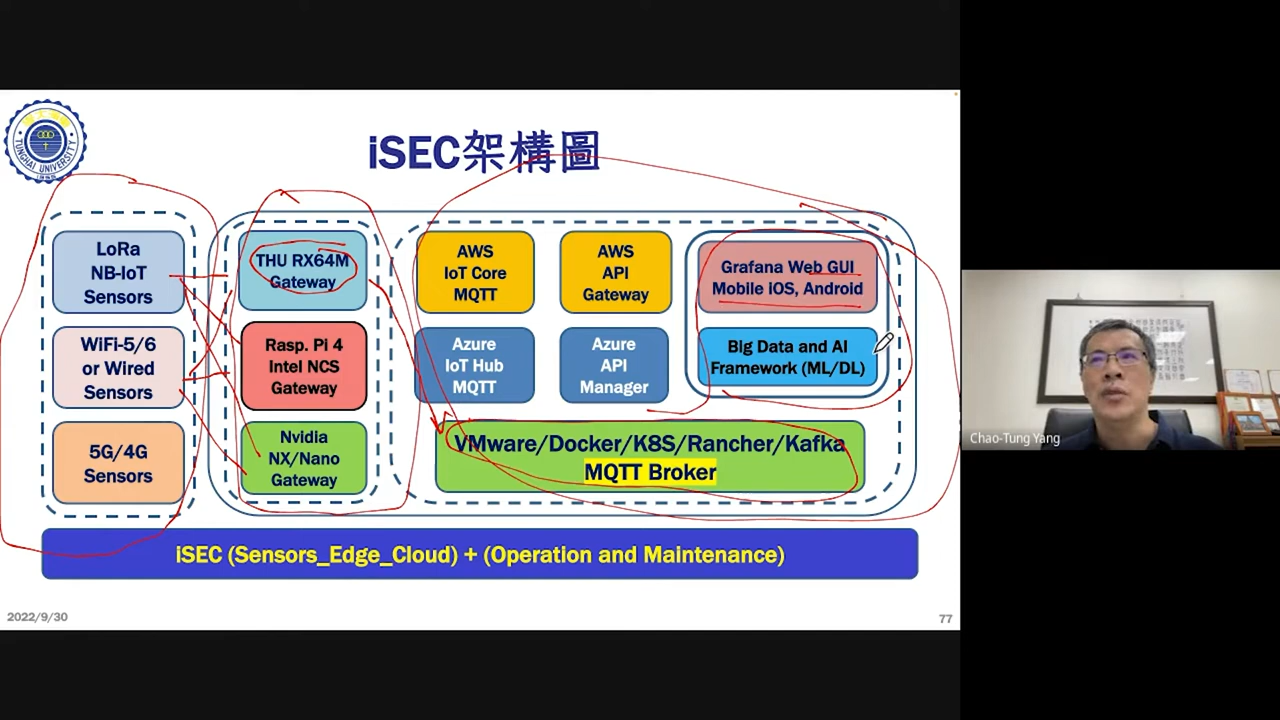 iSEC架構圖
TUNGHAI UNIVERSITY
LoRa
NB-IoT
Sensors
WiFi-5/6
or Wired
Sensors
5G/4G
Sensors
THU RX64M
Gateway
Rasp. Pi 4
Intel NCS
Gateway
Nvidia
NX/Nano
Gateway
AWS
IoT Core
MQTT
AWS
API
Gateway
Grafana Web GUI
Mobile iOS, Android
Azure
IoT Hub
MQTT
Azure
API
Manager
Big Data and AI
Framework (ML/DL)
VMware/Docker/K8S/Rancher/Kafka
MQTT Broker
iSEC (Sensors_Edge_Cloud) + (Operation and Maintenance)
2022/9/30
77
Chao-Tung Yang